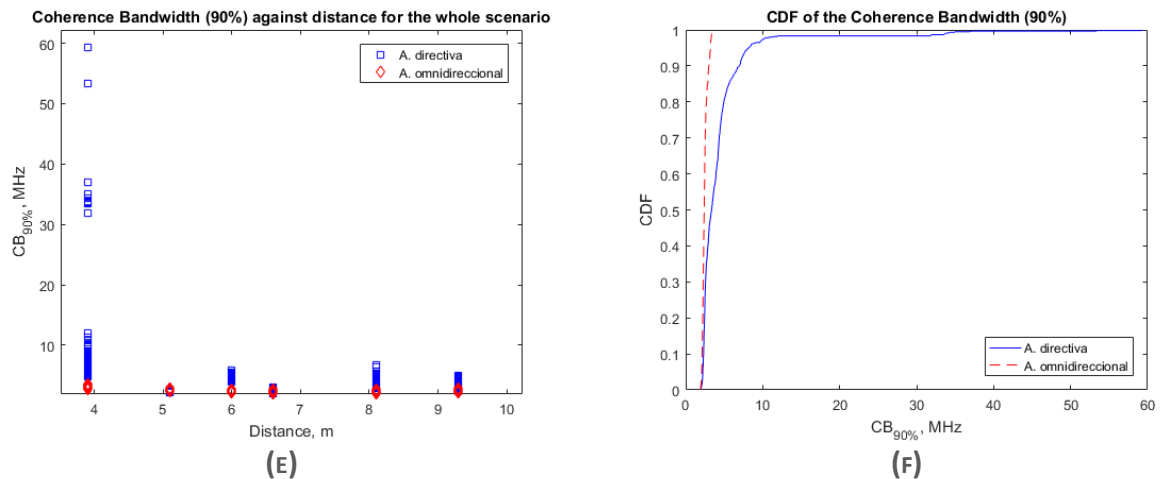 Coherence Bandwidth (90%) against distance for the whole scenario
60
50
40
30
20
10
CB90%, MHz
A. directiva
A. omnidireccional
4 5 6 7 8 9 10
Distance, m
(E)
CDF of the Coherence Bandwidth (90%)
1
0.9
0.8
0.7
0.6
0.5
0.4
0.3
0.2
0.1
0
CDF
A. directiva
A. omnidireccional
0 10 20 30 40 50 60
CB90%, MHz
(F)